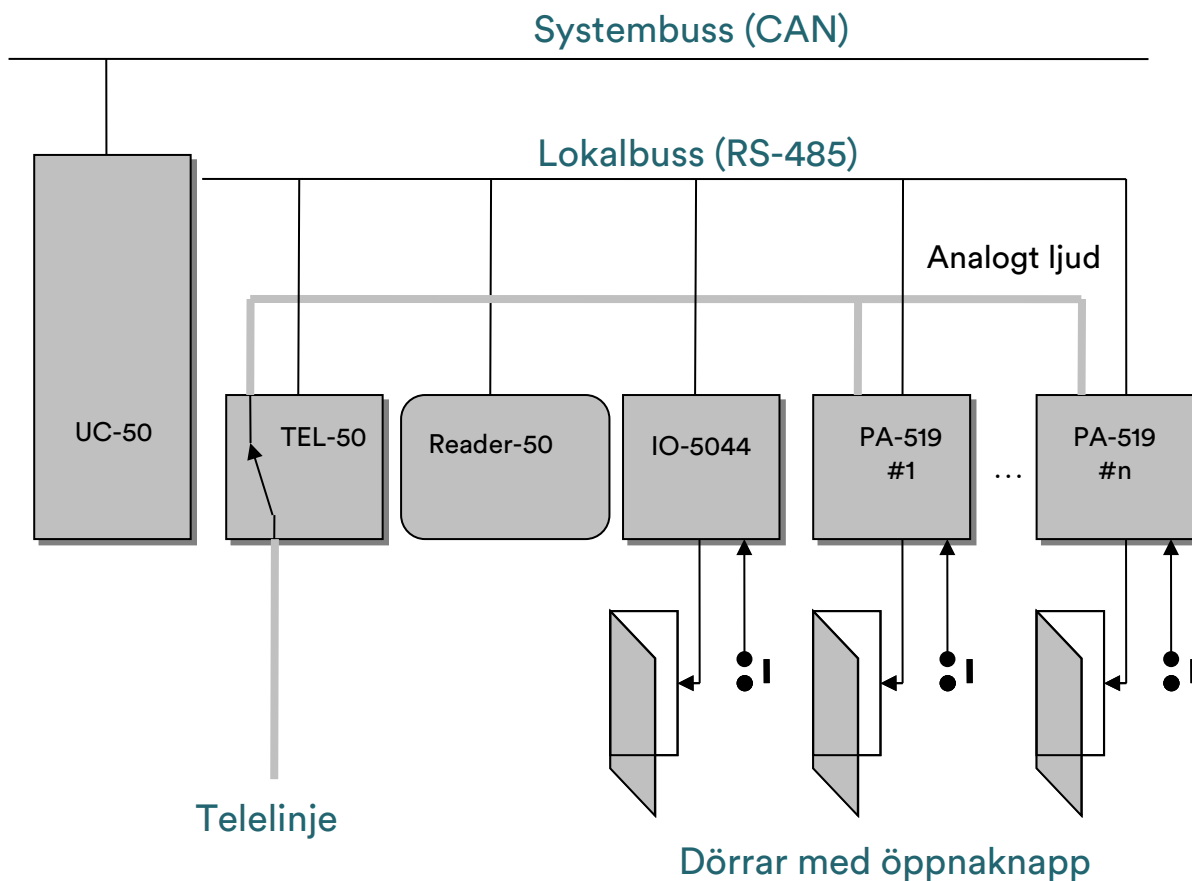 Systembuss (CAN)
Lokalbuss (RS-485)
Analogt ljud
UC-50
TEL-50
Reader-50
IO-5044
PA-519
#1
...
PA-519
#n
Telelinje
Dörrar med öppnaknapp